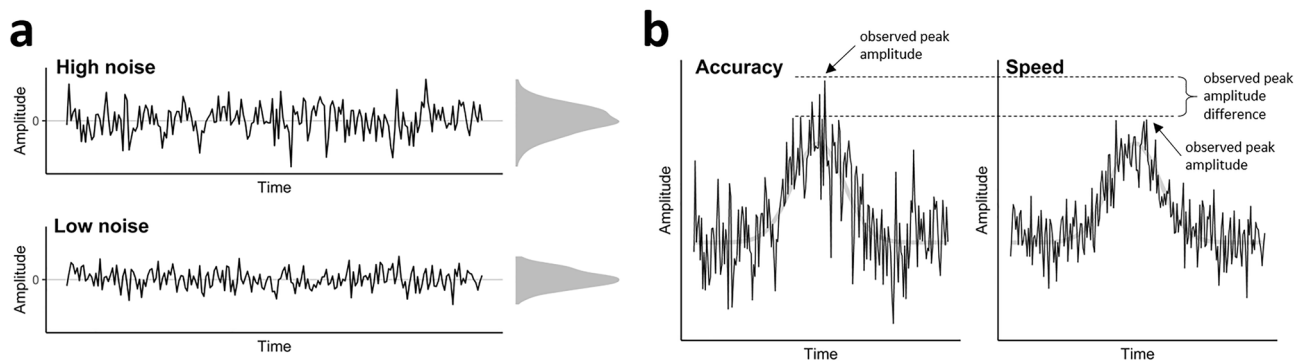 a
High noise
Amplitude
0
Time
Low noise
Amplitude
0
Time
b
Accuracy
observed peak
amplitude
Amplitude
Time
Speed
observed peak
amplitude
difference
observed peak
amplitude
Amplitude
Time